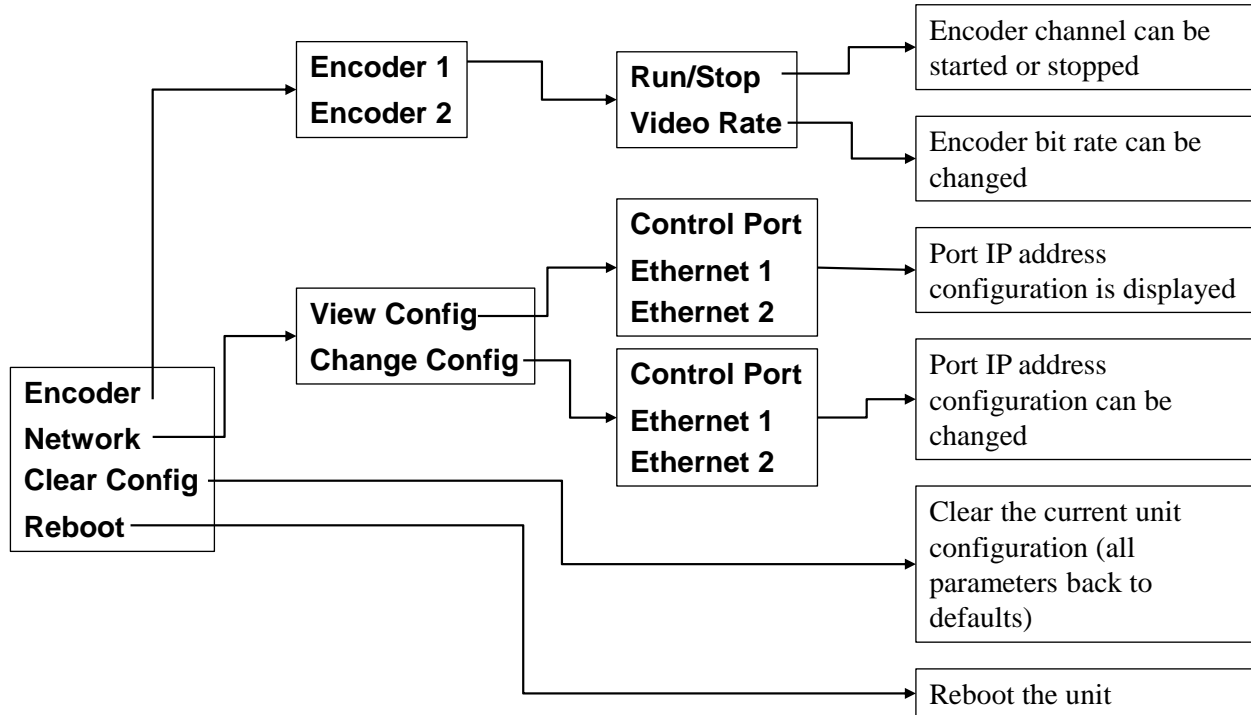 Encoder
Network
Clear Config
Reboot
Encoder 1
Encoder 2
View Config
Change Config
Run/Stop
Video Rate
Control Port
Ethernet 1
Ethernet 2
Control Port
Ethernet 1
Ethernet 2
Encoder channel can be
started or stopped
Encoder bit rate can be
changed
Port IP address
configuration is displayed
Port IP address
configuration can be
changed
Clear the current unit
configuration (all
parameters back to
defaults)
Reboot the unit